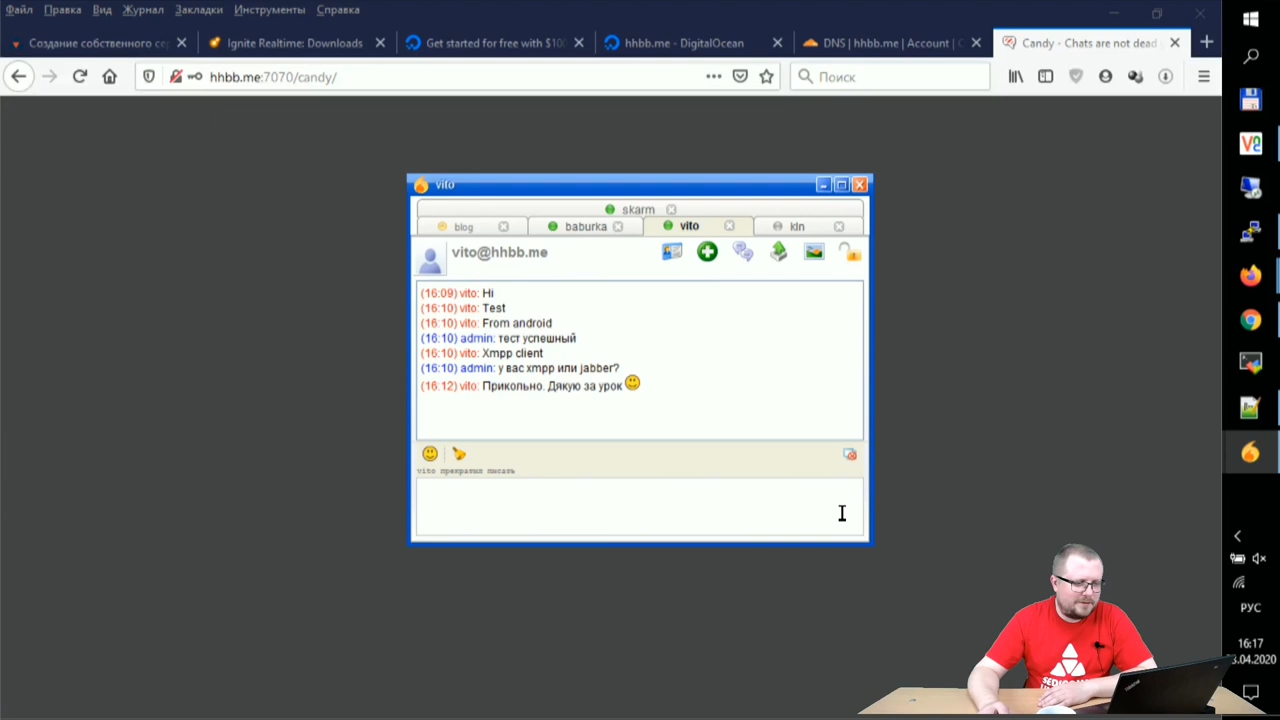 Файл Правка Вид Журнал Закладки Инструменты Справка
Создание собственного се
Ignite Realtime: Downloads
Get started for free with $100
hhbb.me - DigitalOcean
DNS | hhbb.me | Account |
Candy - Chats are not dead
hhbb.me:7070/candy/
Поиск
vito
skarm
blog
baburka
vito
kln
vito@hhbb.me
(16:09) vito: Hi
(16:10) vito: Test
(16:10) vito: From android
(16:10) admin: тест успешный
(16:10) vito: Xmpp client
(16:10) admin: у вас xmpp или jabber?
(16:12) vito: Прикольно. Дякую за урок
vito прекратил писать
РУС
16:17
.04.2020